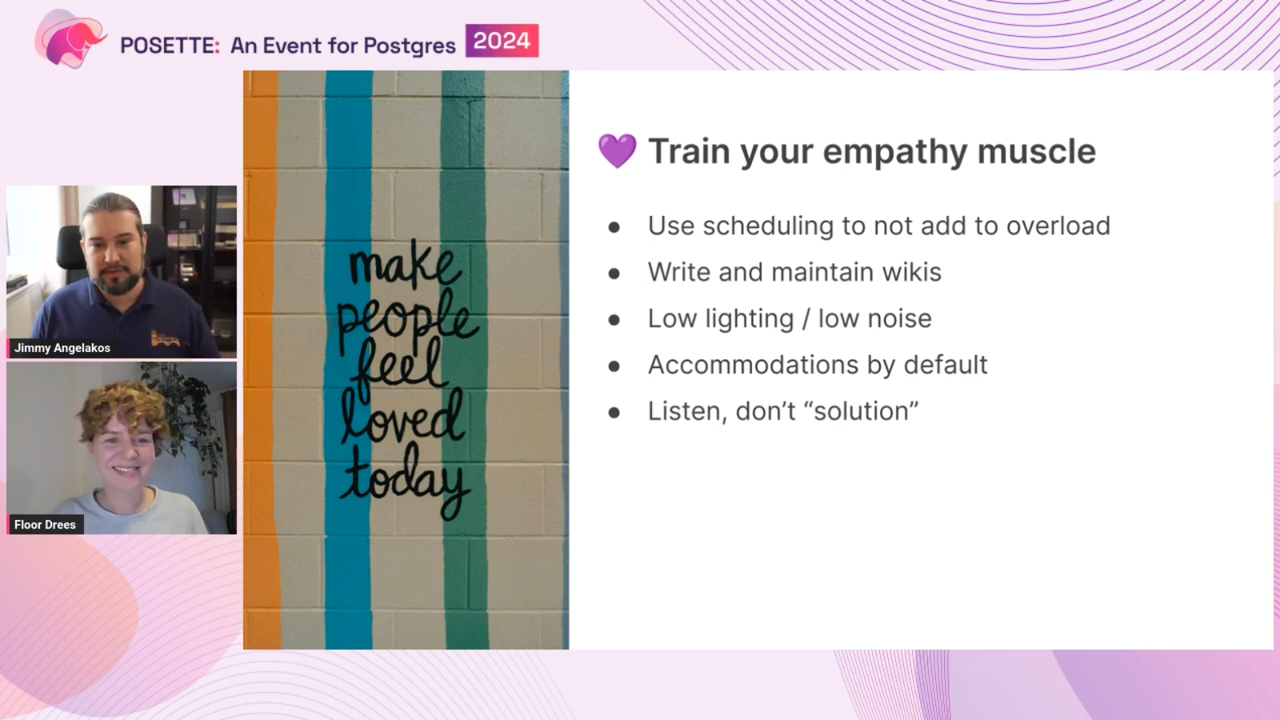 POSETTE: An Event for Postgres 2024
make
people
feel
loved
today
💜 Train your empathy muscle
● Use scheduling to not add to overload
● Write and maintain wikis
● Low lighting / low noise
● Accommodations by default
● Listen, don’t “solution”
Jimmy Angelakos
Floor Drees